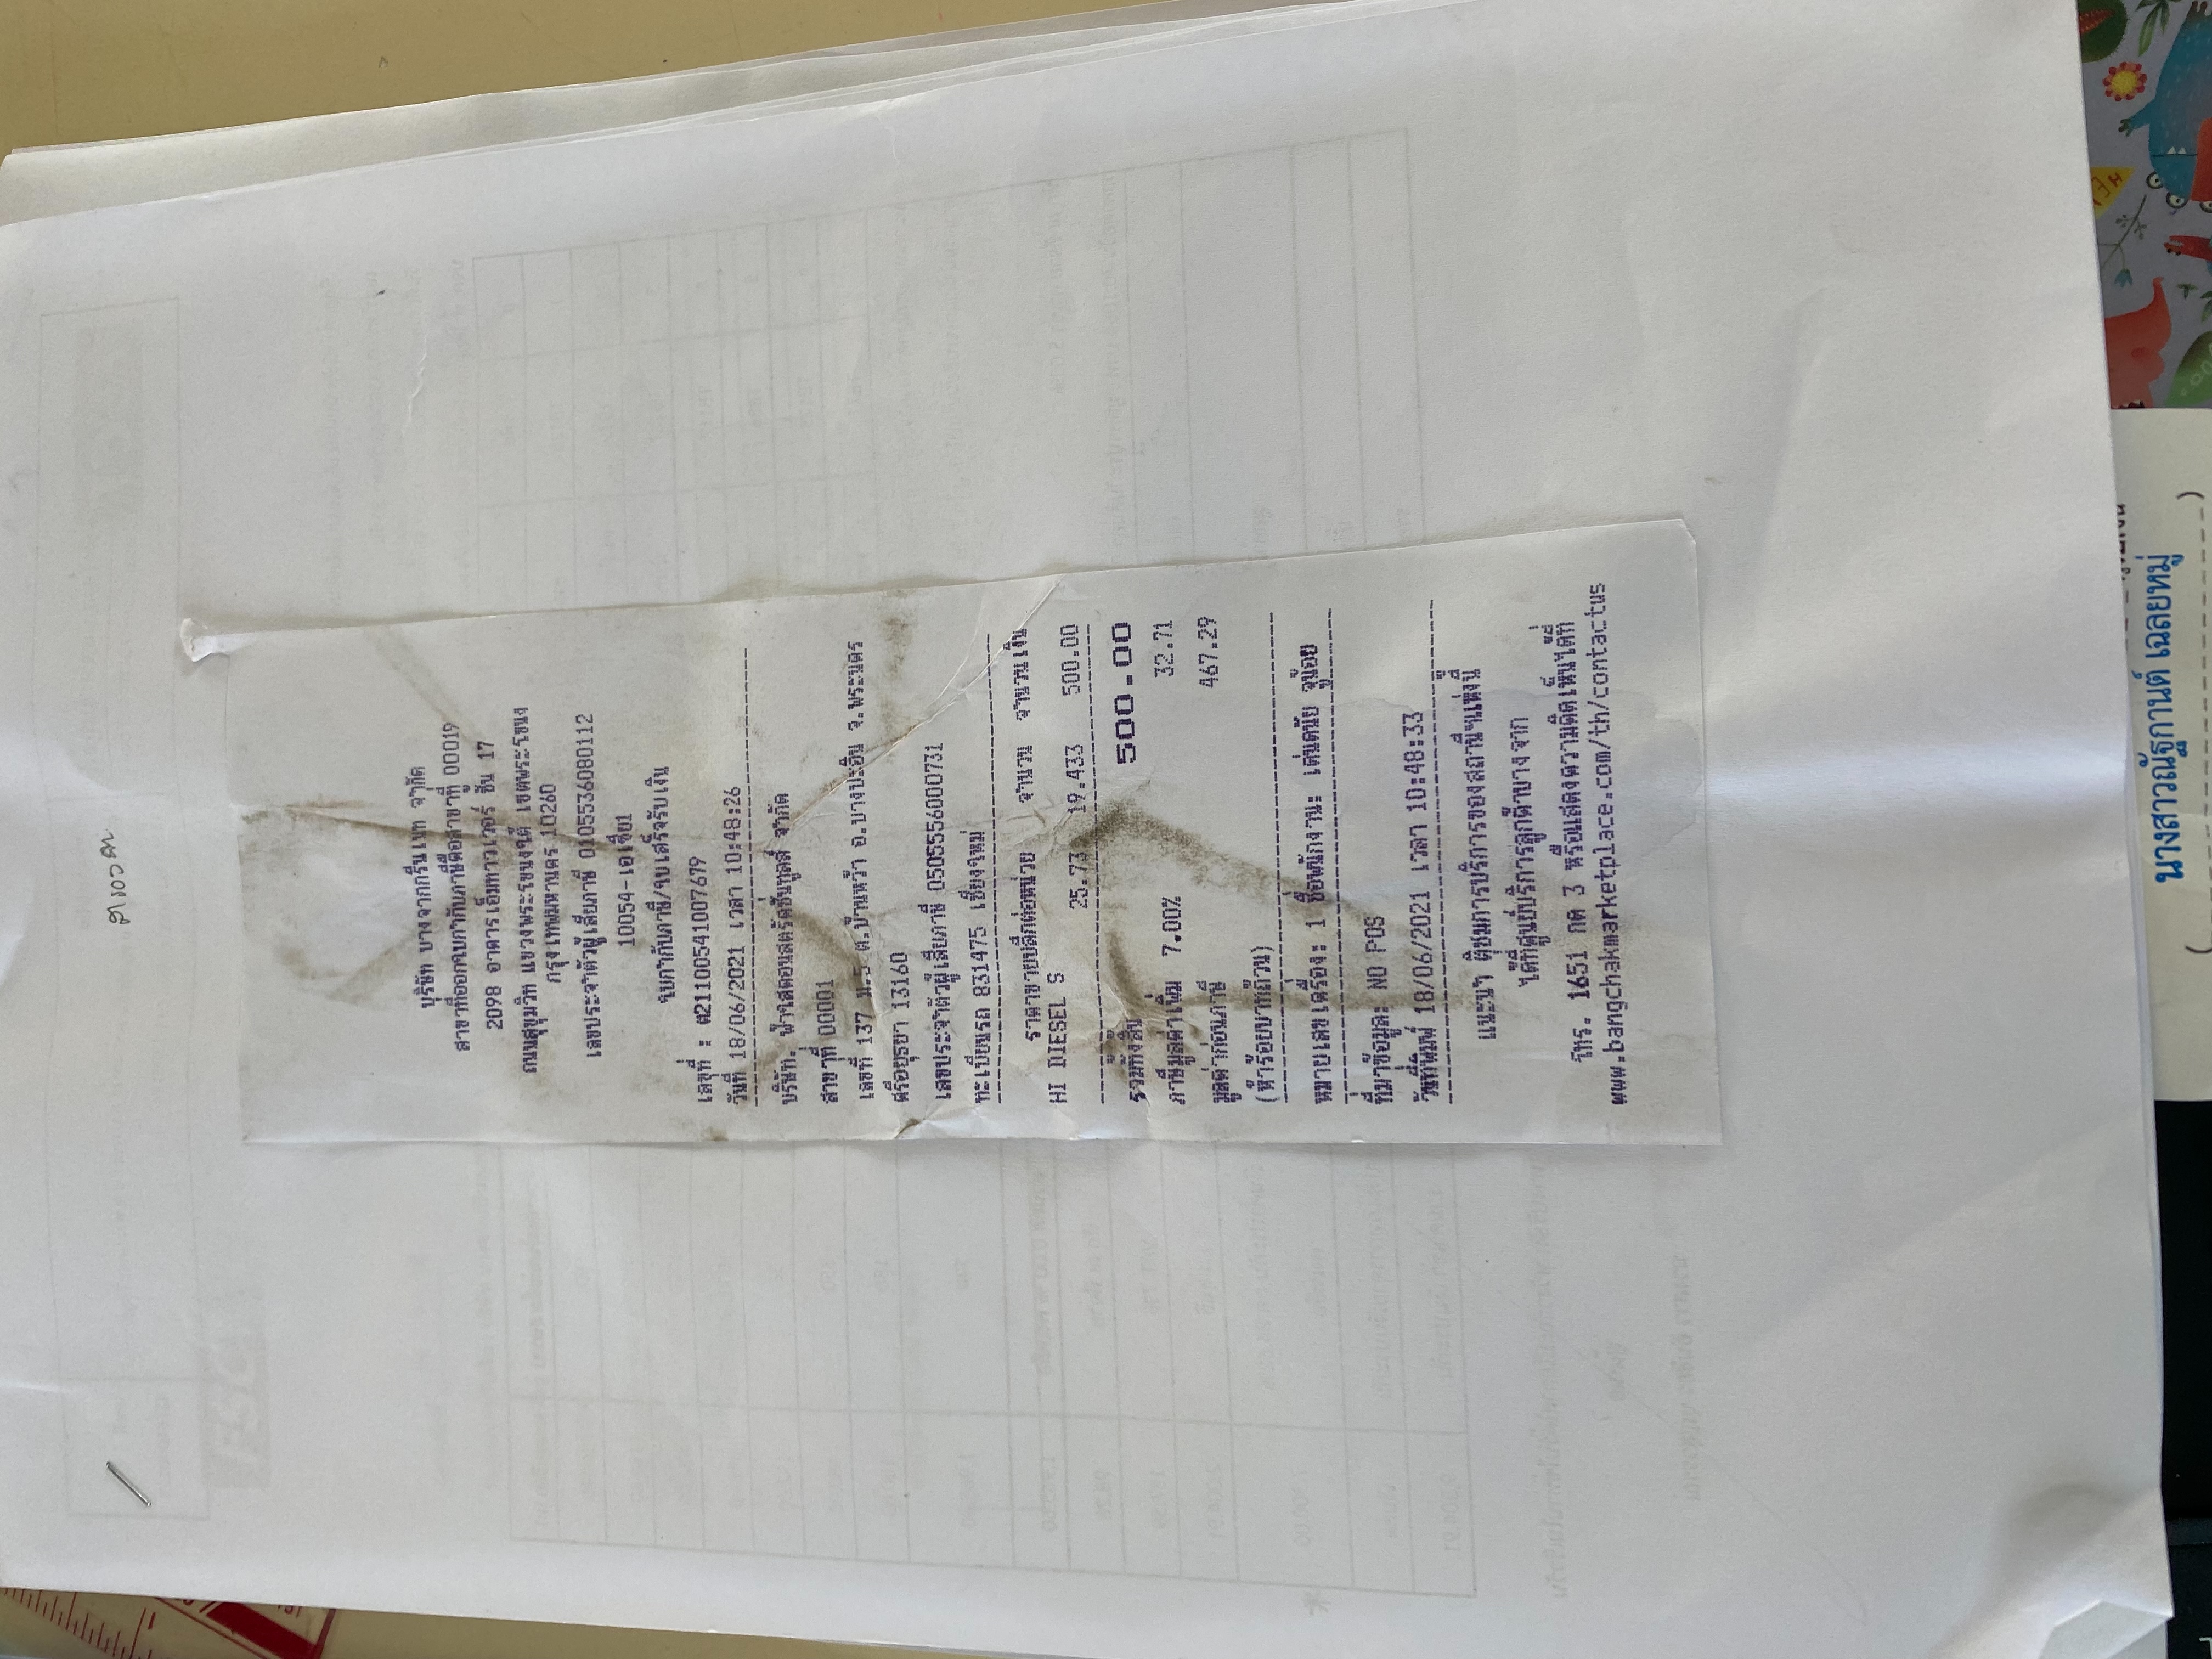 สำรองจ่าย
บริษัท บางจากกรีนเนท จำกัด
สาขาที่ออกใบกำกับภาษีคือสาขาที่ 00019
2098 อาคารเอ็มทาวเวอร์ ชั้น 17
ถนนสุขุมวิท แขวงพระโขนงใต้ เขตพระโขนง
กรุงเทพมหานคร 10260
เลขประจำตัวผู้เสียภาษี 0105536080112
10054-เอเชีย1
ใบกำกับภาษี/ใบเสร็จรับเงิน
เลขที่ : ต21100541007679
วันที่ 18/06/2021 เวลา 10:48:26
บริษัท. ฟ้าใสคอนสตรัคชั่นทูลส์ จำกัด
สาขาที่ 00001
เลขที่ 137 ม.5 ต.บ้านหว้า อ.บางปะอิน จ.พระนคร
ศรีอยุธยา 13160
เลขประจำตัวผู้เสียภาษี 0505556000731
ทะเบียนรถ 831475 เชียงใหม่
ราคาขายปลีกต่อหน่วย จำนวน จำนวนเงิน
HI DIESEL S
25.73 19.433 500.00
รวมทั้งสิ้น 500.00
ภาษีมูลค่าเพิ่ม 7.00% 32.71
มูลค่าก่อนภาษี 467.29
(ห้าร้อยบาทถ้วน)
หมายเลขเครื่อง: 1 ชื่อพนักงาน: เด่นดนัย จูน้อย
ที่มาข้อมูล: NO POS
วันที่พิมพ์ 18/06/2021 เวลา 10:48:33
แนะนำ ติชมการบริการของสถานีฯแห่งนี้
ได้ที่ศูนย์บริการลูกค้าบางจาก
โทร. 1651 กด 3 หรือแสดงความคิดเห็นได้ที่
www.bangchakmarketplace.com/th/contactus
นางสาวณัฐกานต์ เฉลยหมู่